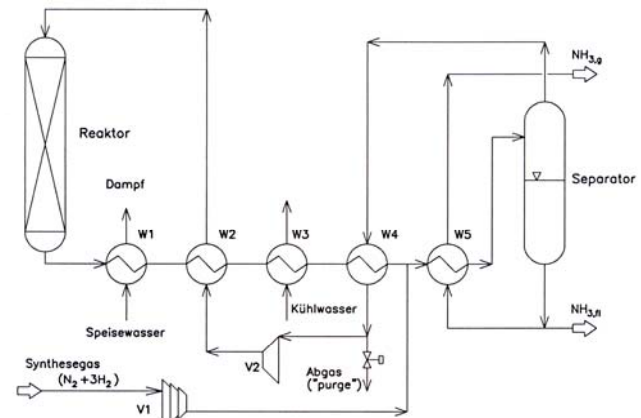 NH3,g
Reaktor
Dampf
Separator
W1
W2
W3
W4
W5
Speisewasser
Kühlwasser
NH3,fl
V2
Abgas
("purge")
Synthesegas
(N2+3H2)
V1